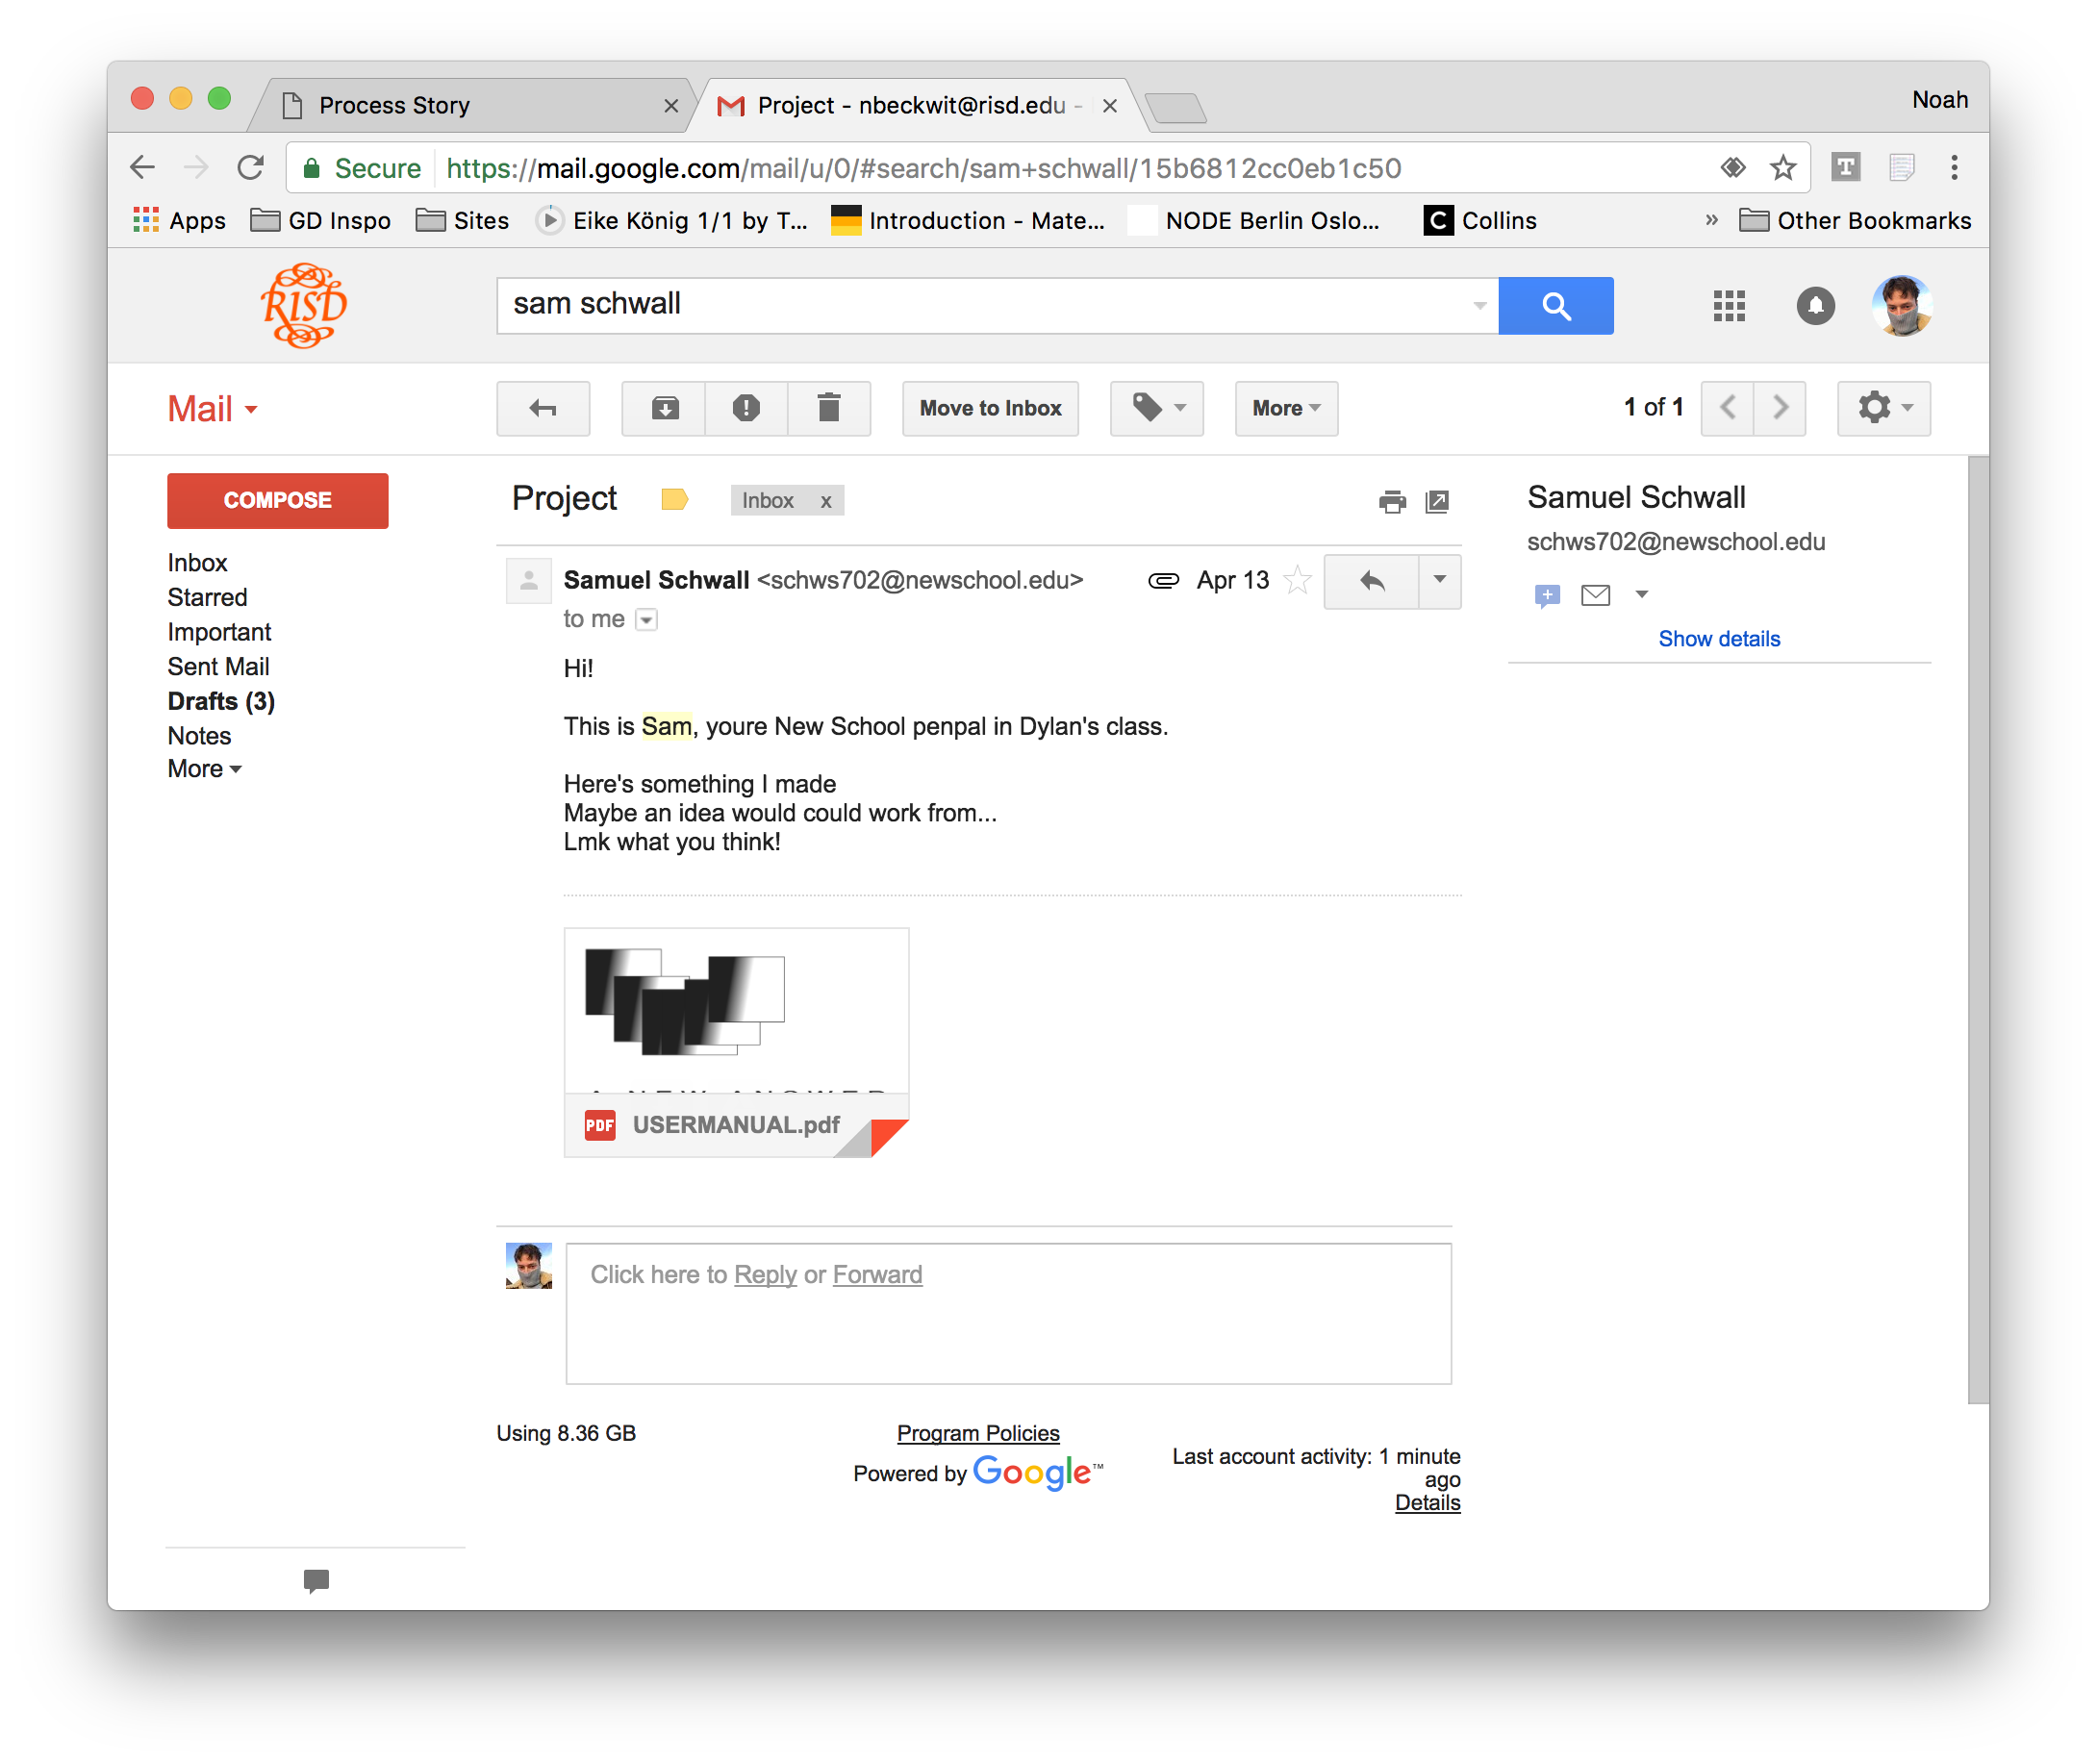 Process Story
Project - nbeckwit@risd.edu -
Noah
Secure
https://mail.google.com/mail/u/0/#search/sam+schwall/15b6812cc0eb1c50
T
Apps
GD Inspo
Sites
Eike König 1/1 by T...
Introduction - Mate...
NODE Berlin Oslo...
C
Collins
»
Other Bookmarks
RISD
sam schwall
Mail
Move to Inbox
More
1 of 1
COMPOSE
Inbox
Starred
Important
Sent Mail
Drafts (3)
Notes
More
Project
Inbox x
Samuel Schwall <schws702@newschool.edu>
Apr 13
to me
Hi!
This is Sam, youre New School penpal in Dylan's class.
Here's something I made
Maybe an idea would could work from...
Lmk what you think!
A NEW ANSWER
PDF
USERMANUAL.pdf
Samuel Schwall
schws702@newschool.edu
Show details
Click here to Reply or Forward
Using 8.36 GB
Program Policies
Powered by Google™
Last account activity: 1 minute
ago
Details